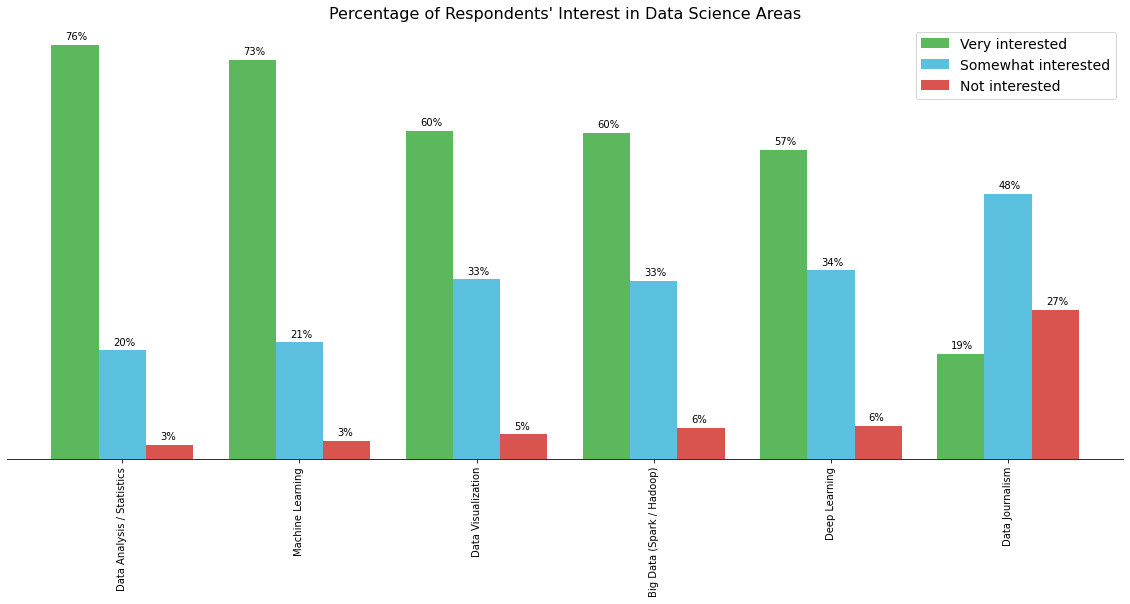 Percentage of Respondents' Interest in Data Science Areas
Very interested
Somewhat interested
Not interested
76%
20%
3%
73%
21%
3%
60%
33%
5%
60%
33%
6%
57%
34%
6%
19%
48%
27%
Data Analysis / Statistics
Machine Learning
Data Visualization
Big Data (Spark / Hadoop)
Deep Learning
Data Journalism